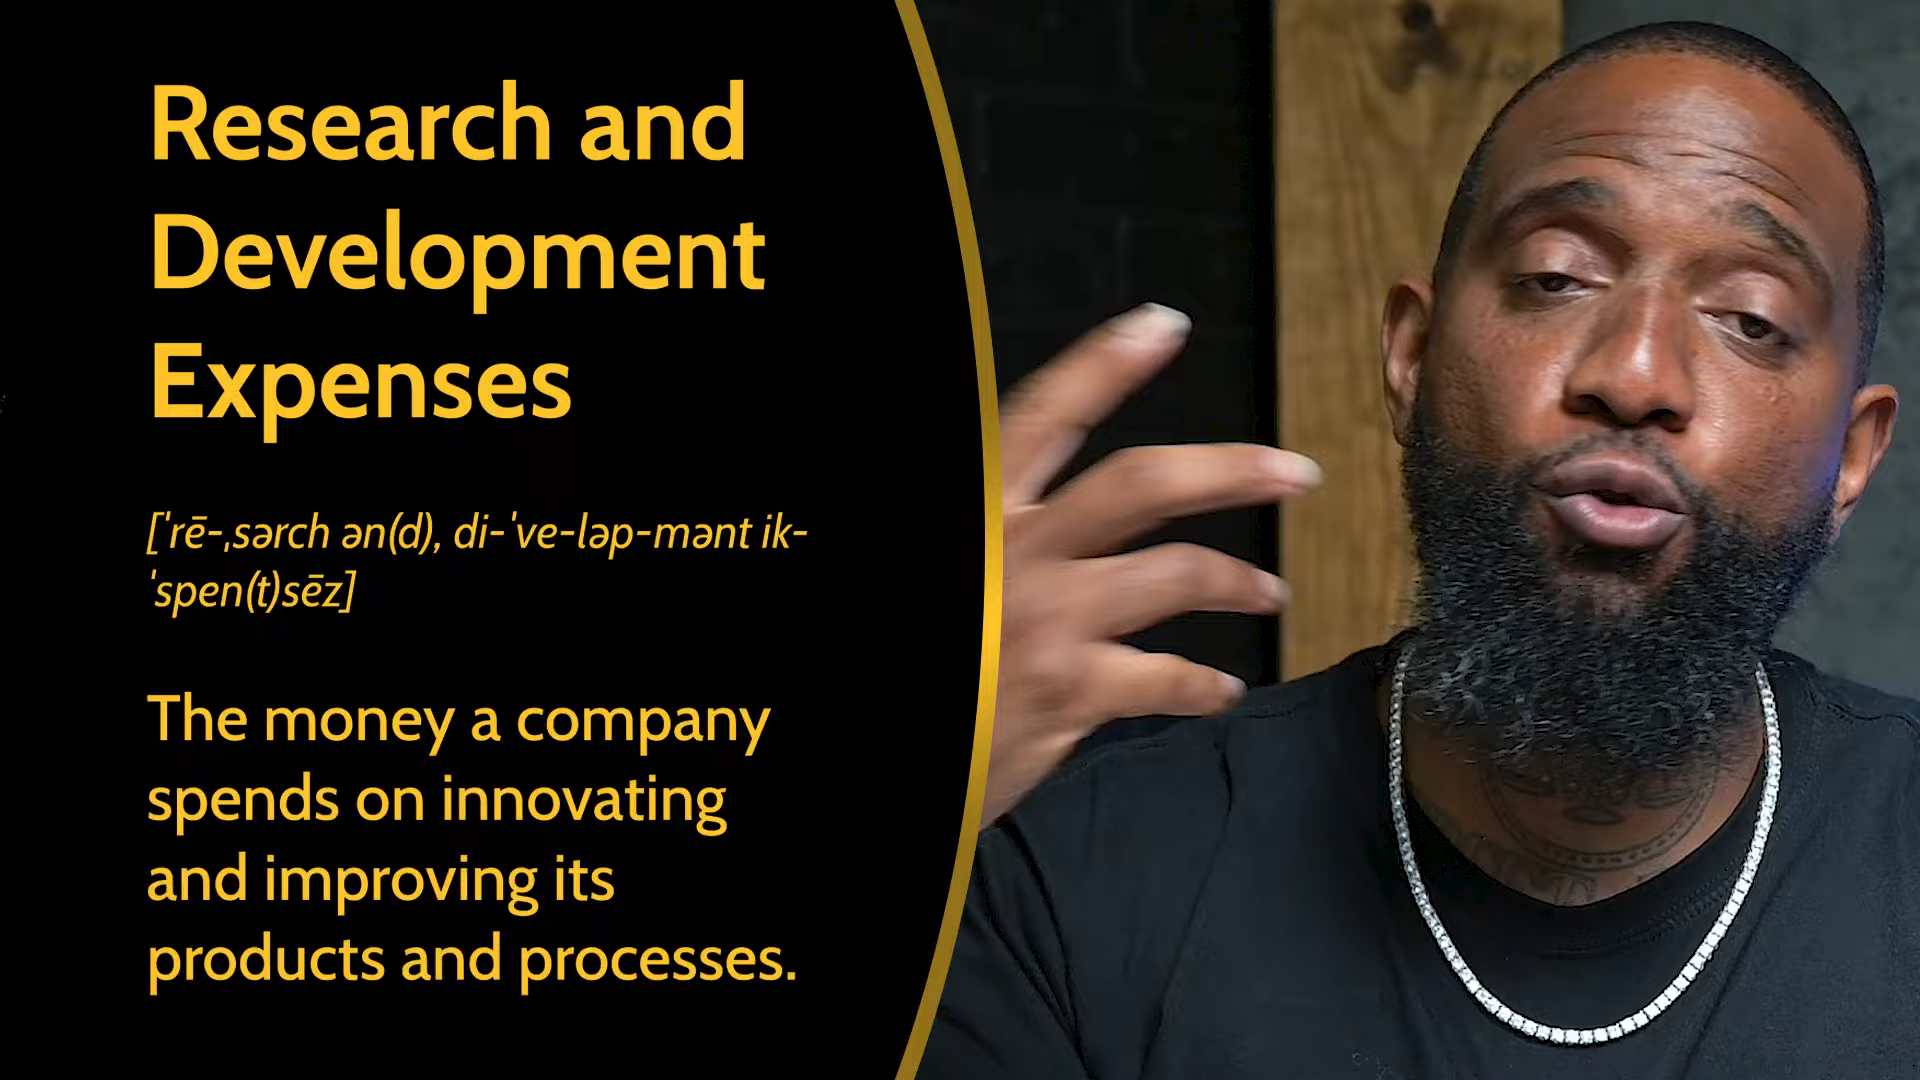 Research and
Development
Expenses
[ˈrē-ˌsərch ən(d), di-ˈve-ləp-mənt ik-
ˈspen(t)sēz]
The money a company
spends on innovating
and improving its
products and processes.